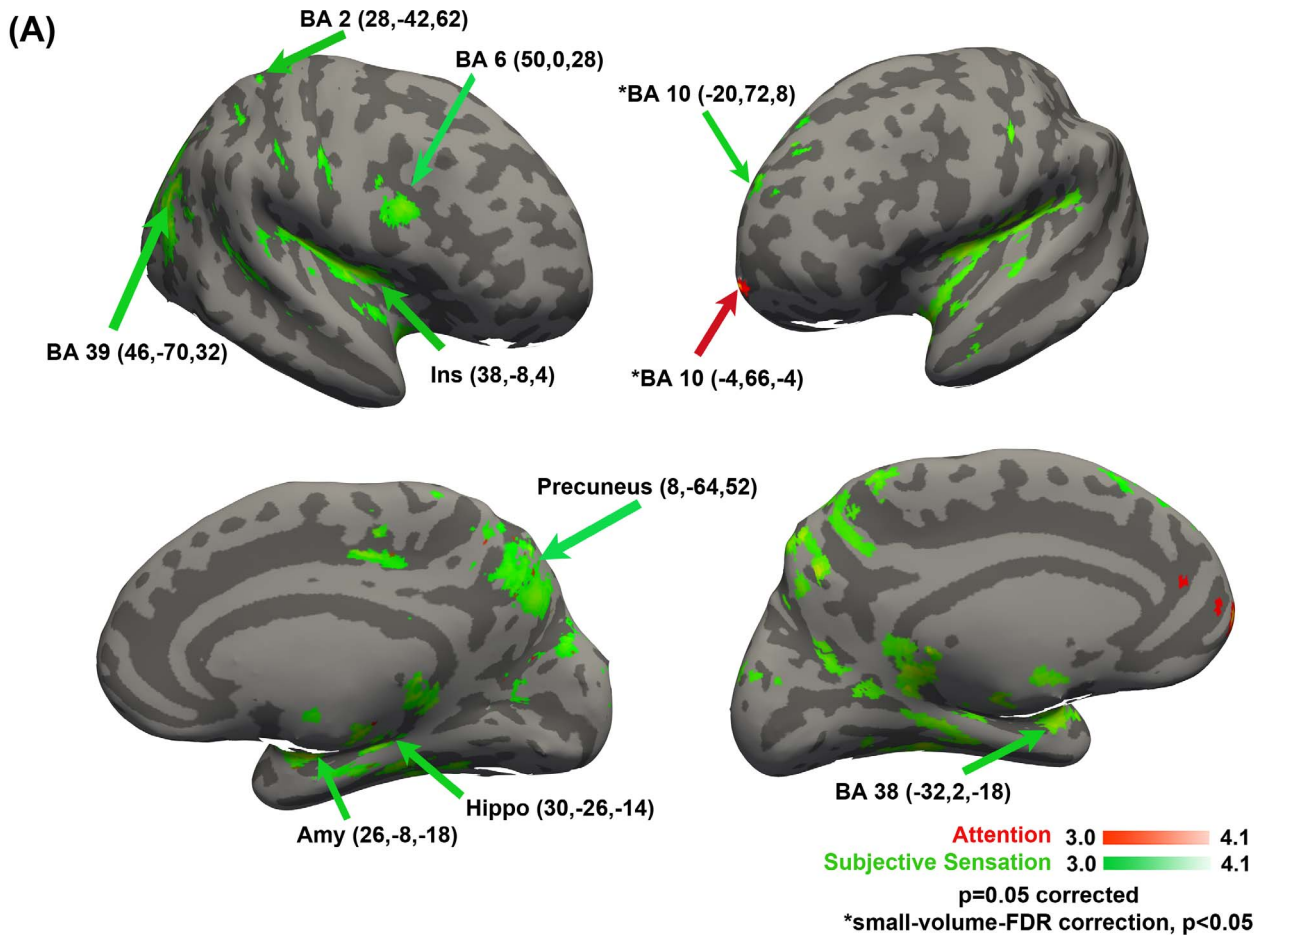 (A)
BA 2 (28,-42,62)
BA 6 (50,0,28)
*BA 10 (-20,72,8)
BA 39 (46,-70,32)
Ins (38,-8,4)
*BA 10 (-4,66,-4)
Precuneus (8,-64,52)
Hippo (30,-26,-14)
Amy (26,-8,-18)
BA 38 (-32,2,-18)
Attention 3.0 4.1
Subjective Sensation 3.0 4.1
p=0.05 corrected
*small-volume-FDR correction, p<0.05